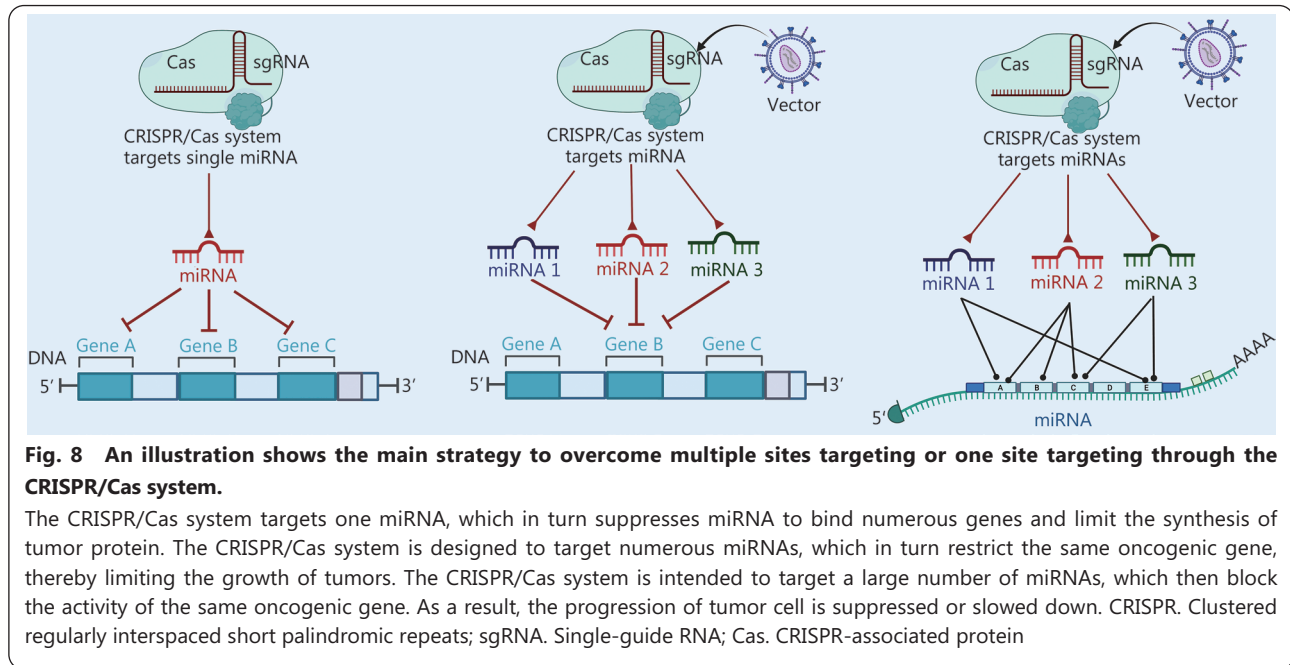 Cas
sgRNA
CRISPR/Cas system
targets single miRNA
miRNA
DNA
Gene A
Gene B
Gene C
5’
3’
Cas
sgRNA
Vector
CRISPR/Cas system
targets miRNA
miRNA 1
miRNA 2
miRNA 3
DNA
Gene A
Gene B
Gene C
5’
3’
Cas
sgRNA
Vector
CRISPR/Cas system
targets miRNAs
miRNA 1
miRNA 2
miRNA 3
AAAA
A
B
C
D
E
5’
miRNA
Fig. 8 An illustration shows the main strategy to overcome multiple sites targeting or one site targeting through the
CRISPR/Cas system.
The CRISPR/Cas system targets one miRNA, which in turn suppresses miRNA to bind numerous genes and limit the synthesis of
tumor protein. The CRISPR/Cas system is designed to target numerous miRNAs, which in turn restrict the same oncogenic gene,
thereby limiting the growth of tumors. The CRISPR/Cas system is intended to target a large number of miRNAs, which then block
the activity of the same oncogenic gene. As a result, the progression of tumor cell is suppressed or slowed down. CRISPR. Clustered
regularly interspaced short palindromic repeats; sgRNA. Single-guide RNA; Cas. CRISPR-associated protein